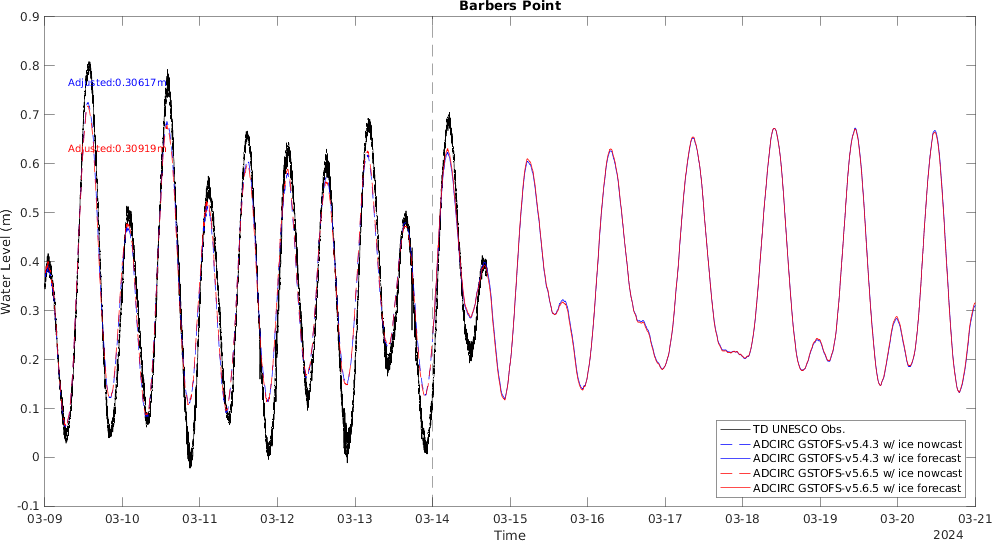 Barbers Point
0.9
0.8
0.7
0.6
0.5
0.4
0.3
0.2
0.1
0
-0.1
Water Level (m)
Adjusted:0.30617m
Adjusted:0.30919m
TD UNESCO Obs.
ADCIRC GSTOFS-v5.4.3 w/ ice nowcast
ADCIRC GSTOFS-v5.4.3 w/ ice forecast
ADCIRC GSTOFS-v5.6.5 w/ ice nowcast
ADCIRC GSTOFS-v5.6.5 w/ ice forecast
03-09 03-10 03-11 03-12 03-13 03-14 03-15 03-16 03-17 03-18 03-19 03-20 03-21
Time
2024